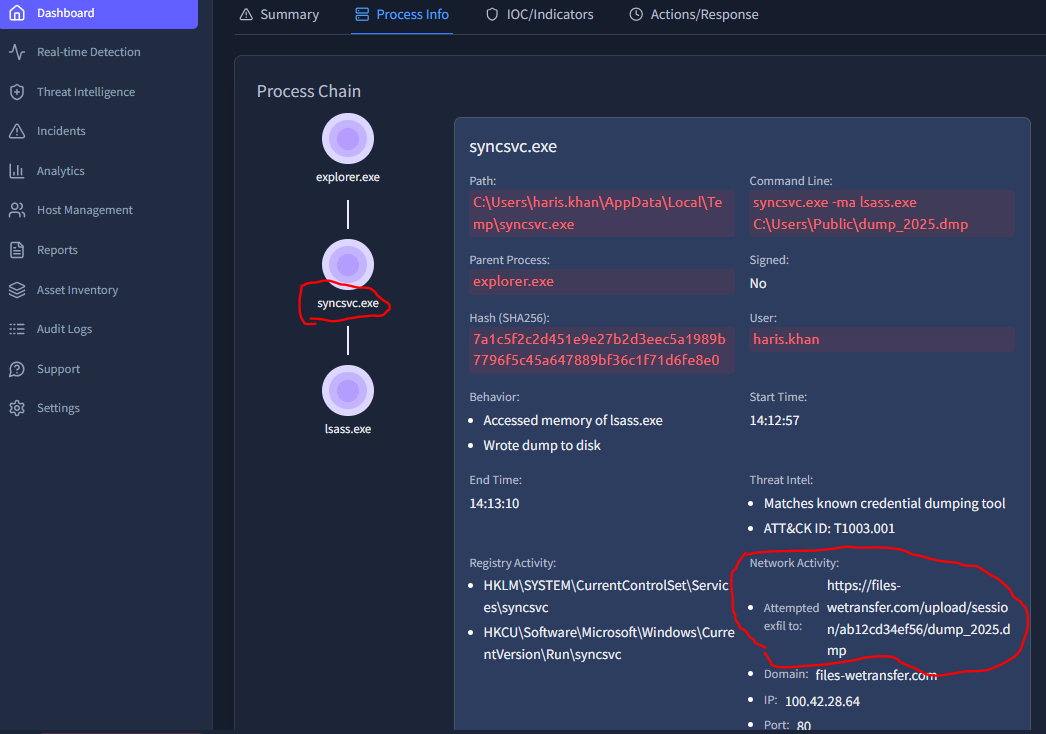 Dashboard
Real-time Detection
Threat Intelligence
Incidents
Analytics
Host Management
Reports
Asset Inventory
Audit Logs
Support
Settings
Summary
Process Info
IOC/Indicators
Actions/Response
Process Chain
explorer.exe
syncsvc.exe
lsass.exe
syncsvc.exe
Path:
C:\Users\haris.khan\AppData\Local\Te
mp\syncsvc.exe
Command Line:
syncsvc.exe -ma lsass.exe
C:\Users\Public\dump_2025.dmp
Parent Process:
explorer.exe
Signed:
No
Hash (SHA256):
7a1c5f2c2d451e9e27b2d3eec5a1989b
7796f5c45a647889bf36c1f71d6fe8e0
User:
haris.khan
Behavior:
Accessed memory of lsass.exe
Wrote dump to disk
Start Time:
14:12:57
End Time:
14:13:10
Threat Intel:
Matches known credential dumping tool
ATT&CK ID: T1003.001
Registry Activity:
HKLM\SYSTEM\CurrentControlSet\Servic
es\syncsvc
HKCU\Software\Microsoft\Windows\Curre
ntVersion\Run\syncsvc
Network Activity:
Attempted
exfil to:
https://files-
wetransfer.com/upload/sessio
n/ab12cd34ef56/dump_2025.d
mp
Domain: files-wetransfer.com
IP: 100.42.28.64
Port: 80